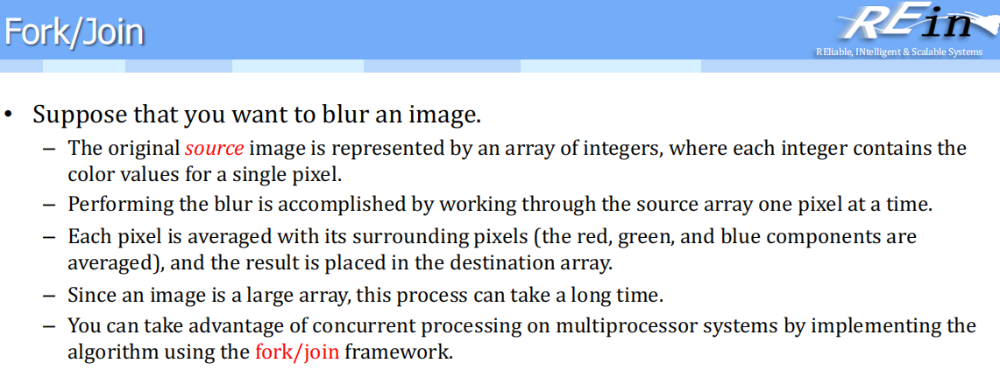 Fork/Join
REin
REliable, INtelligent & Scalable Systems
• Suppose that you want to blur an image.
– The original source image is represented by an array of integers, where each integer contains the
color values for a single pixel.
– Performing the blur is accomplished by working through the source array one pixel at a time.
– Each pixel is averaged with its surrounding pixels (the red, green, and blue components are
averaged), and the result is placed in the destination array.
– Since an image is a large array, this process can take a long time.
– You can take advantage of concurrent processing on multiprocessor systems by implementing the
algorithm using the fork/join framework.